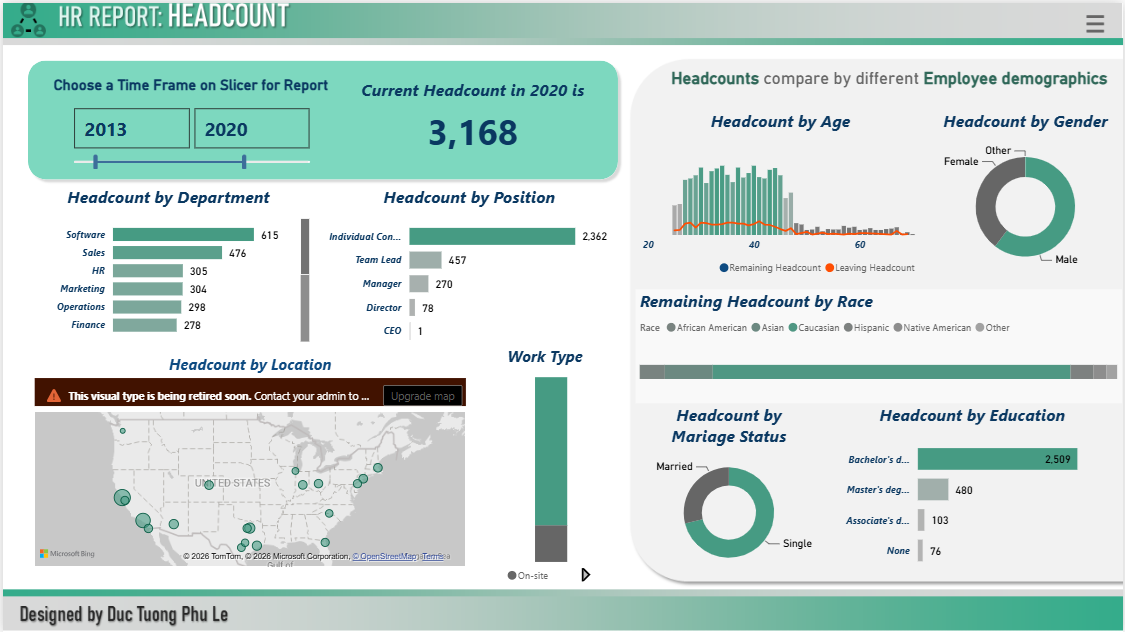 HR REPORT: HEADCOUNT
Choose a Time Frame on Slicer for Report
2013
2020
Current Headcount in 2020 is
3,168
Headcount by Department
Software 615
Sales 476
HR 305
Marketing 304
Operations 298
Finance 278
Headcount by Position
Individual Con... 2,362
Team Lead 457
Manager 270
Director 78
CEO 1
Headcount by Location
This visual type is being retired soon. Contact your admin to ...
Upgrade map
UNITED STATES
Microsoft Bing
© 2026 TomTom, © 2026 Microsoft Corporation, © OpenStreetMap Terms
Gulf of
Work Type
On-site
Headcounts compare by different Employee demographics
Headcount by Age
20 40 60
Remaining Headcount Leaving Headcount
Headcount by Gender
Other
Female
Male
Remaining Headcount by Race
Race African American Asian Caucasian Hispanic Native American Other
Headcount by
Mariage Status
Married
Single
Headcount by Education
Bachelor's d... 2,509
Master's deg... 480
Associate's d... 103
None 76
Designed by Duc Tuong Phu Le